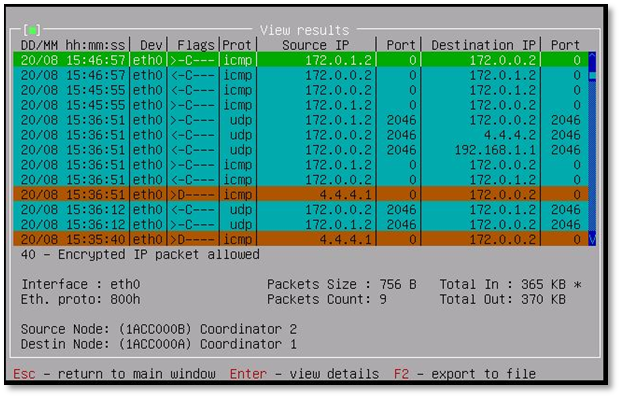 [■] View results
DD/MM hh:mm:ss|Dev |Flags|Prot| Source IP |Port | Destination IP |Port
20/08 15:46:57|eth0|>-C---|icmp| 172.0.1.2| 0| 172.0.0.2| 0
20/08 15:46:57|eth0|<-C---|icmp| 172.0.0.2| 0| 172.0.1.2| 0
20/08 15:45:55|eth0|<-C---|icmp| 172.0.0.2| 0| 172.0.1.2| 0
20/08 15:45:55|eth0|>-C---|icmp| 172.0.1.2| 0| 172.0.0.2| 0
20/08 15:36:51|eth0|>-C---| udp| 172.0.1.2| 2046| 172.0.0.2| 2046
20/08 15:36:51|eth0|<-C---| udp| 172.0.0.2| 2046| 4.4.4.2| 2046
20/08 15:36:51|eth0|<-C---| udp| 172.0.0.2| 2046| 192.168.1.1| 2046
20/08 15:36:51|eth0|>-C---|icmp| 172.0.1.2| 0| 172.0.0.2| 0
20/08 15:36:51|eth0|<-C---|icmp| 172.0.0.2| 0| 172.0.1.2| 0
20/08 15:36:51|eth0|>D----|icmp| 4.4.4.1| 0| 172.0.0.2| 0
20/08 15:36:12|eth0|<-C---| udp| 172.0.0.2| 2046| 172.0.1.2| 2046
20/08 15:36:12|eth0|>-C---| udp| 172.0.1.2| 2046| 172.0.0.2| 2046
20/08 15:35:40|eth0|>D----|icmp| 4.4.4.1| 0| 172.0.0.2| 0
40 - Encrypted IP packet allowed
Interface : eth0 Packets Size : 756 B Total In : 365 KB *
Eth. proto: 800h Packets Count: 9 Total Out: 370 KB
Source Node: (1ACC000B) Coordinator 2
Destin Node: (1ACC000A) Coordinator 1
Esc - return to main window Enter - view details F2 - export to file